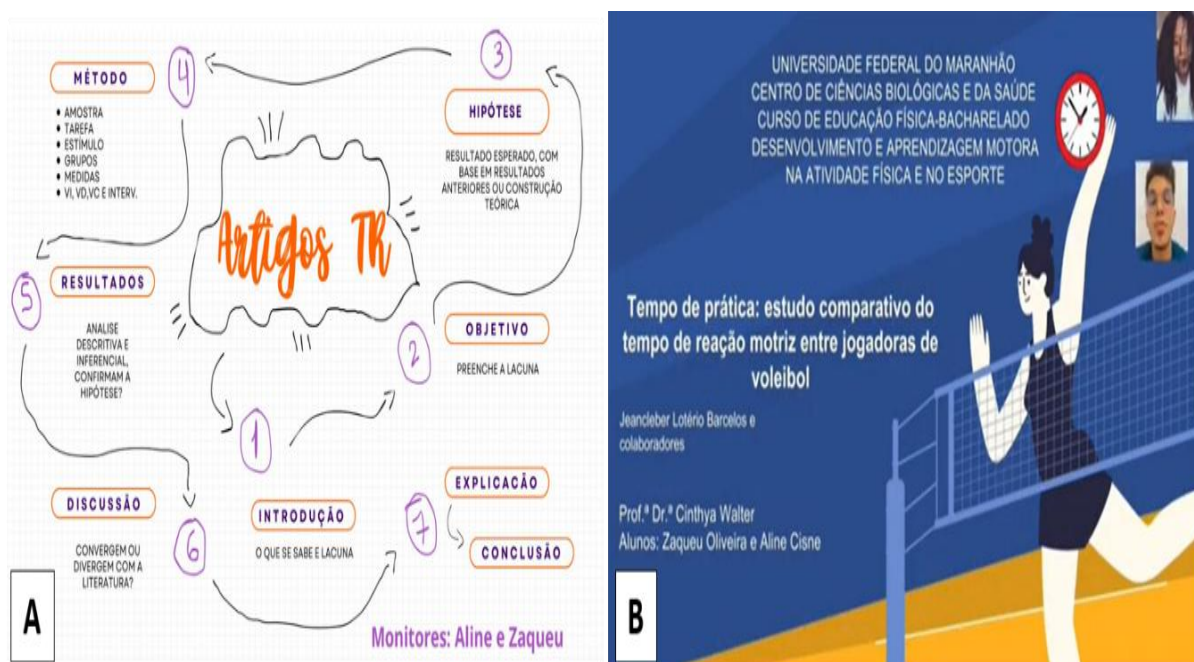 Artigos TR
1
INTRODUÇÃO
O QUE SE SABE E LACUNA
2
OBJETIVO
PREENCHE A LACUNA
3
HIPÓTESE
RESULTADO ESPERADO, COM
BASE EM RESULTADOS
ANTERIORES OU CONSTRUÇÃO
TEÓRICA
4
MÉTODO
• AMOSTRA
• TAREFA
• ESTÍMULO
• GRUPOS
• MEDIDAS
• VI, VD,VC E INTERV.
5
RESULTADOS
ANALISE
DESCRITIVA E
INFERENCIAL,
CONFIRMAM A
HIPÓTESE?
6
DISCUSSÃO
CONVERGEM OU
DIVERGEM COM A
LITERATURA?
7
EXPLICACÃO
CONCLUSÃO
Monitores: Aline e Zaqueu
A
UNIVERSIDADE FEDERAL DO MARANHÃO
CENTRO DE CIÊNCIAS BIOLÓGICAS E DA SAÚDE
CURSO DE EDUCAÇÃO FÍSICA-BACHARELADO
DESENVOLVIMENTO E APRENDIZAGEM MOTORA
NA ATIVIDADE FÍSICA E NO ESPORTE
Tempo de prática: estudo comparativo do
tempo de reação motriz entre jogadoras de
voleibol
Jeancleber Lotério Barcelos e
colaboradores
Prof.ª Dr.ª Cinthya Walter
Alunos: Zaqueu Oliveira e Aline Cisne
B